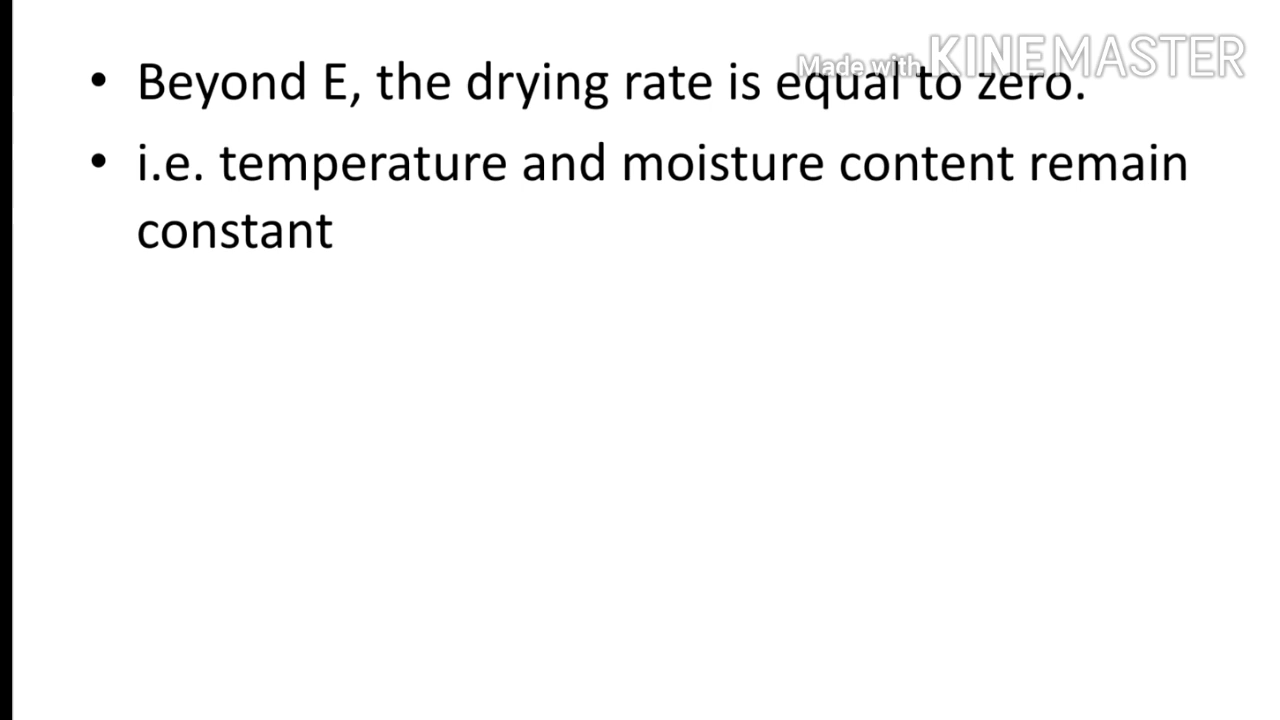 Made with KINEMASTER
• Beyond E, the drying rate is equal to zero.
• i.e. temperature and moisture content remain
constant